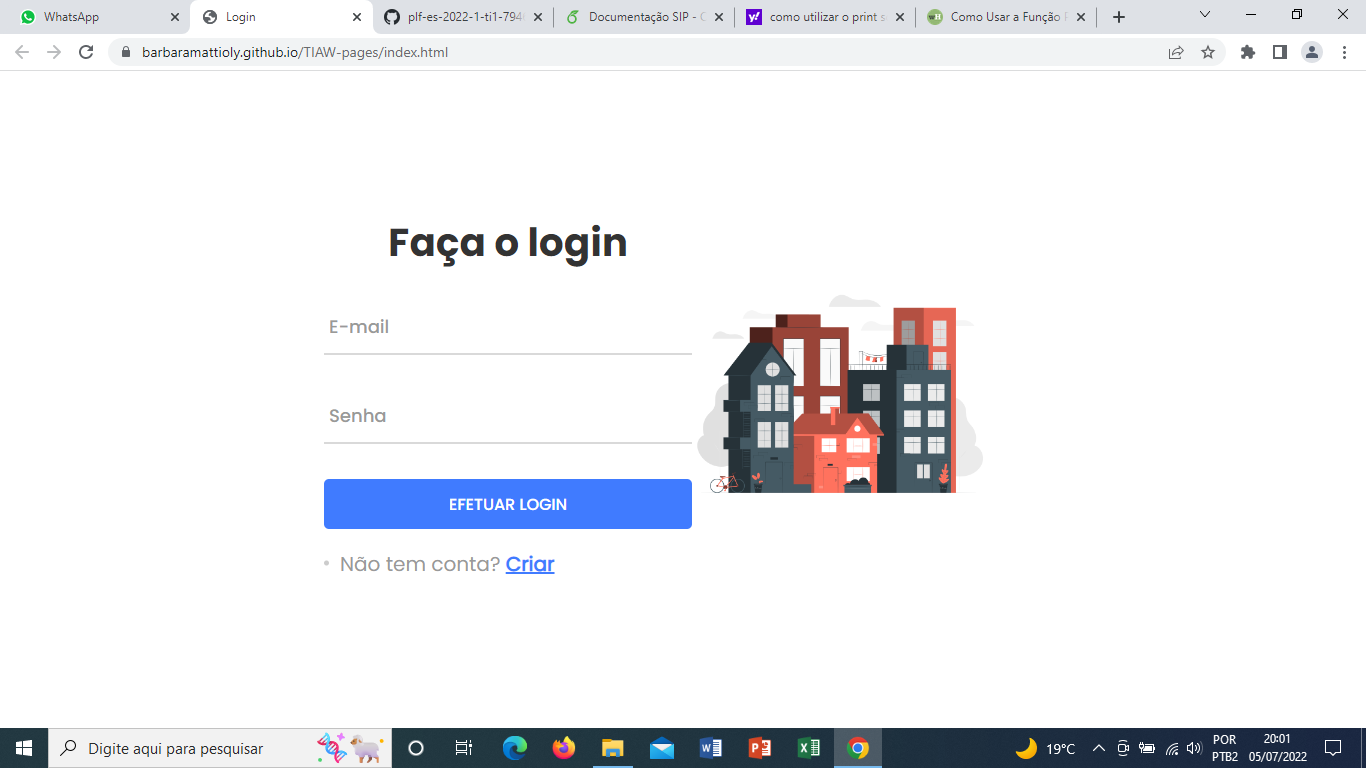 WhatsApp
Login
plf-es-2022-1-ti1-794
Documentação SIP -
como utilizar o print s
Como Usar a Função
barbaramattioly.github.io/TIAW-pages/index.html
Faça o login
E-mail
Senha
EFETUAR LOGIN
Não tem conta? Criar
Digite aqui para pesquisar
19°C
POR
PTB2
20:01
05/07/2022